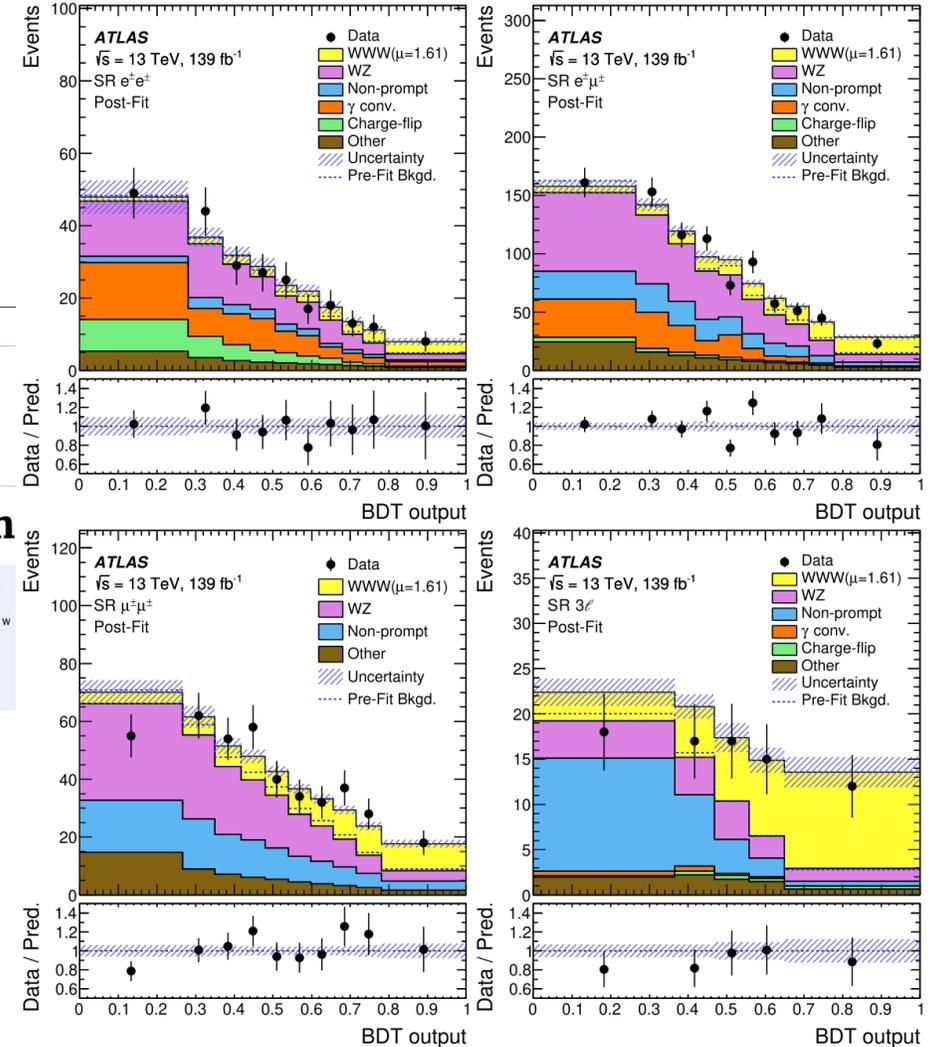 Events
100
80
60
40
20
0
ATLAS
√s = 13 TeV, 139 fb⁻¹
SR e±e±
Post-Fit
Data
WWW(μ=1.61)
WZ
Non-prompt
γ conv.
Charge-flip
Other
Uncertainty
Pre-Fit Bkgd.
Data / Pred.
1.4
1.2
1
0.8
0.6
0 0.1 0.2 0.3 0.4 0.5 0.6 0.7 0.8 0.9 1
BDT output
Events
300
250
200
150
100
50
0
ATLAS
√s = 13 TeV, 139 fb⁻¹
SR e±μ±
Post-Fit
Data
WWW(μ=1.61)
WZ
Non-prompt
γ conv.
Charge-flip
Other
Uncertainty
Pre-Fit Bkgd.
Data / Pred.
1.4
1.2
1
0.8
0.6
0 0.1 0.2 0.3 0.4 0.5 0.6 0.7 0.8 0.9 1
BDT output
n
w
Events
120
100
80
60
40
20
0
ATLAS
√s = 13 TeV, 139 fb⁻¹
SR μ±μ±
Post-Fit
Data
WWW(μ=1.61)
WZ
Non-prompt
Other
Uncertainty
Pre-Fit Bkgd.
Data / Pred.
1.4
1.2
1
0.8
0.6
0 0.1 0.2 0.3 0.4 0.5 0.6 0.7 0.8 0.9 1
BDT output
Events
40
35
30
25
20
15
10
5
0
ATLAS
√s = 13 TeV, 139 fb⁻¹
SR 3ℓ
Post-Fit
Data
WWW(μ=1.61)
WZ
Non-prompt
γ conv.
Charge-flip
Other
Uncertainty
Pre-Fit Bkgd.
Data / Pred.
1.4
1.2
1
0.8
0.6
0 0.1 0.2 0.3 0.4 0.5 0.6 0.7 0.8 0.9 1
BDT output